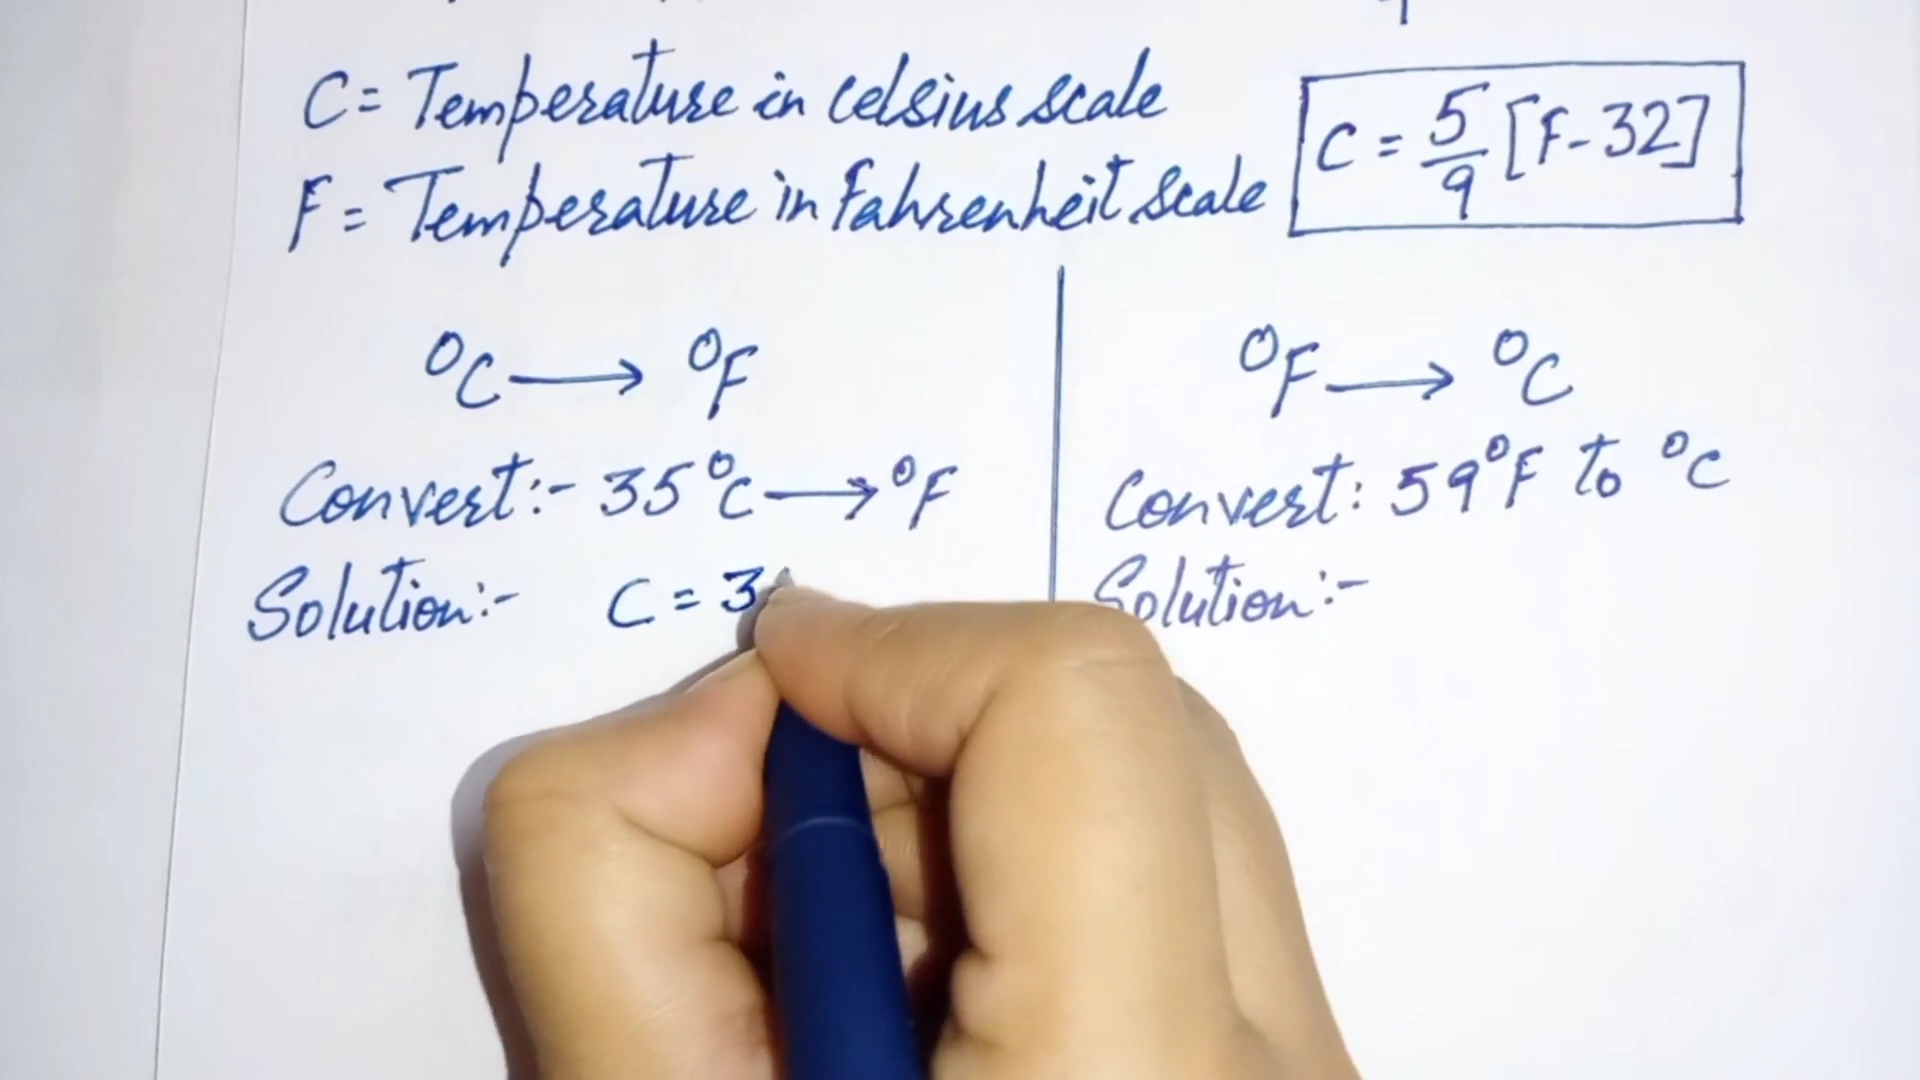 C = Temperature in Celsius scale
F = Temperature in Fahrenheit Scale
C = 5/9 [F - 32]
°C → °F
Convert:- 35°C → °F
Solution:- C = 3
°F → °C
Convert: 59°F to °C
Solution:-